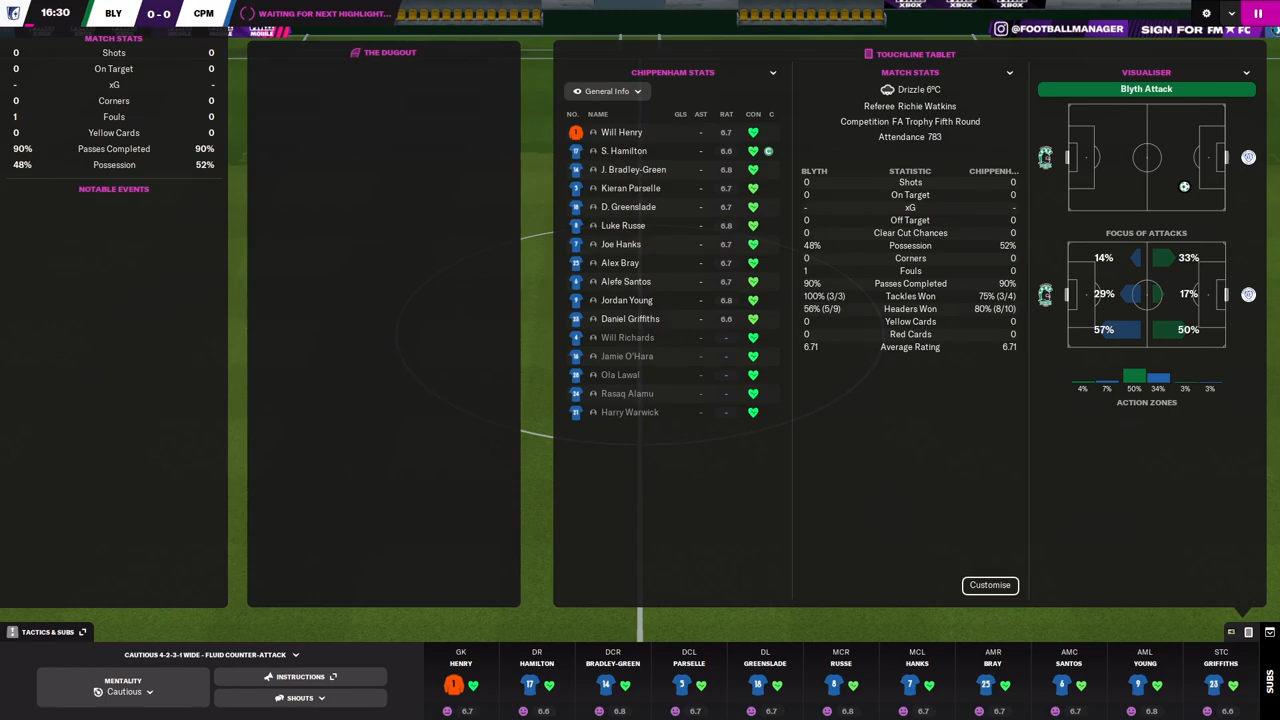 16:30 BLY 0 - 0 CPM WAITING FOR NEXT HIGHLIGHT...
XBOX XBOX
MOBILE
@FOOTBALLMANAGER SIGN FOR FM★FC
MATCH STATS
0 Shots 0
0 On Target 0
- xG -
0 Corners 0
1 Fouls 0
0 Yellow Cards 0
90% Passes Completed 90%
48% Possession 52%
NOTABLE EVENTS
THE DUGOUT
TOUCHLINE TABLET
CHIPPENHAM STATS
General Info
NO. NAME GLS AST RAT CON C
1 Will Henry - 6.7
17 S. Hamilton - 6.6 C
14 J. Bradley-Green - 6.8
5 Kieran Parselle - 6.7
18 D. Greenslade - 6.7
8 Luke Russe - 6.8
7 Joe Hanks - 6.7
25 Alex Bray - 6.7
6 Alefe Santos - 6.7
9 Jordan Young - 6.8
23 Daniel Griffiths - 6.6
4 Will Richards - -
16 Jamie O'Hara - -
20 Ola Lawal - -
24 Rasaq Alamu - -
21 Harry Warwick - -
MATCH STATS
Drizzle 6°C
Referee Richie Watkins
Competition FA Trophy Fifth Round
Attendance 783
BLYTH STATISTIC CHIPPENH...
0 Shots 0
0 On Target 0
- xG -
0 Off Target 0
0 Clear Cut Chances 0
48% Possession 52%
0 Corners 0
1 Fouls 0
90% Passes Completed 90%
100% (3/3) Tackles Won 75% (3/4)
56% (5/9) Headers Won 80% (8/10)
0 Yellow Cards 0
0 Red Cards 0
6.71 Average Rating 6.71
Customise
VISUALISER
Blyth Attack
FOCUS OF ATTACKS
14% 33%
29% 17%
57% 50%
4% 7% 50% 34% 3% 3%
ACTION ZONES
TACTICS & SUBS
CAUTIOUS 4-2-3-1 WIDE - FLUID COUNTER-ATTACK
MENTALITY
Cautious
INSTRUCTIONS
SHOUTS
GK DR DCR DCL DL MCR MCL AMR AMC AML STC
HENRY HAMILTON BRADLEY-GREEN PARSELLE GREENSLADE RUSSE HANKS BRAY SANTOS YOUNG GRIFFITHS
1 17 14 5 18 8 7 25 6 9 23
6.7 6.6 6.8 6.7 6.7 6.8 6.7 6.7 6.7 6.8 6.6
SUBS